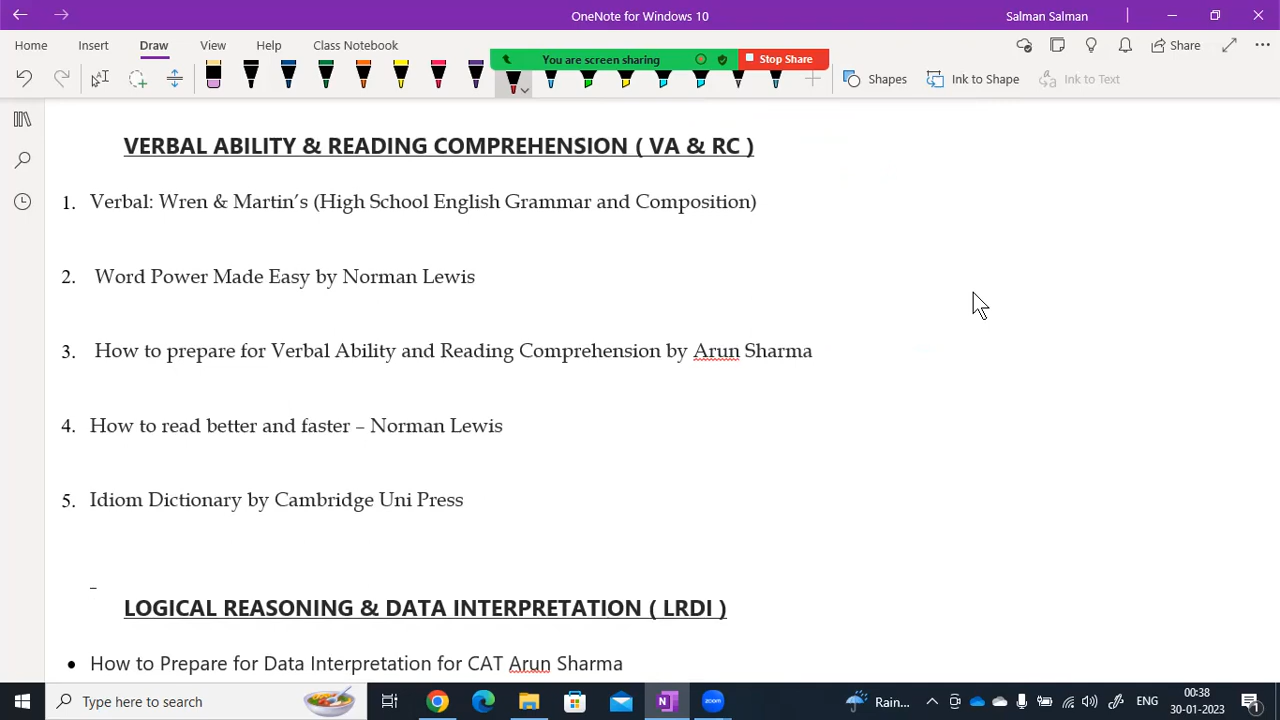 OneNote for Windows 10
Salman Salman
Home Insert Draw View Help Class Notebook
You are screen sharing Stop Share
Share
Shapes Ink to Shape Ink to Text
VERBAL ABILITY & READING COMPREHENSION ( VA & RC )
1. Verbal: Wren & Martin’s (High School English Grammar and Composition)
2. Word Power Made Easy by Norman Lewis
3. How to prepare for Verbal Ability and Reading Comprehension by Arun Sharma
4. How to read better and faster – Norman Lewis
5. Idiom Dictionary by Cambridge Uni Press
LOGICAL REASONING & DATA INTERPRETATION ( LRDI )
• How to Prepare for Data Interpretation for CAT Arun Sharma
Type here to search
zoom
Rain...
ENG
00:38
30-01-2023
1